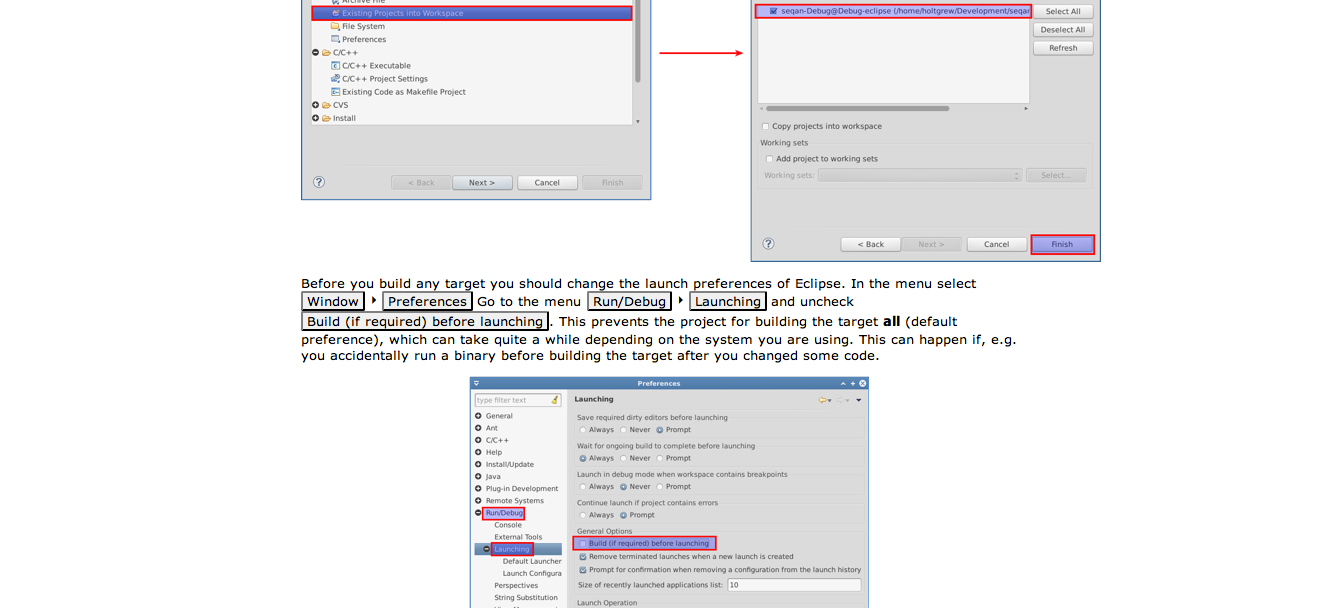 Archive File
Existing Projects into Workspace
File System
Preferences
C/C++
C/C++ Executable
C/C++ Project Settings
Existing Code as Makefile Project
CVS
Install
< Back
Next >
Cancel
Finish
seqan-Debug@Debug-eclipse (/home/holtgrew/Development/seqan
Select All
Deselect All
Refresh
Copy projects into workspace
Working sets
Add project to working sets
Working sets:
Select...
< Back
Next >
Cancel
Finish
Before you build any target you should change the launch preferences of Eclipse. In the menu select
Window ‣ Preferences Go to the menu Run/Debug ‣ Launching and uncheck
Build (if required) before launching. This prevents the project for building the target all (default
preference), which can take quite a while depending on the system you are using. This can happen if, e.g.
you accidentally run a binary before building the target after you changed some code.
Preferences
type filter text
General
Ant
C/C++
Help
Install/Update
Java
Plug-in Development
Remote Systems
Run/Debug
Console
External Tools
Launching
Default Launcher
Launch Configura
Perspectives
String Substitution
Launching
Save required dirty editors before launching
Always Never Prompt
Wait for ongoing build to complete before launching
Always Never Prompt
Launch in debug mode when workspace contains breakpoints
Always Never Prompt
Continue launch if project contains errors
Always Prompt
General Options
Build (if required) before launching
Remove terminated launches when a new launch is created
Prompt for confirmation when removing a configuration from the launch history
Size of recently launched applications list: 10
Launch Operation